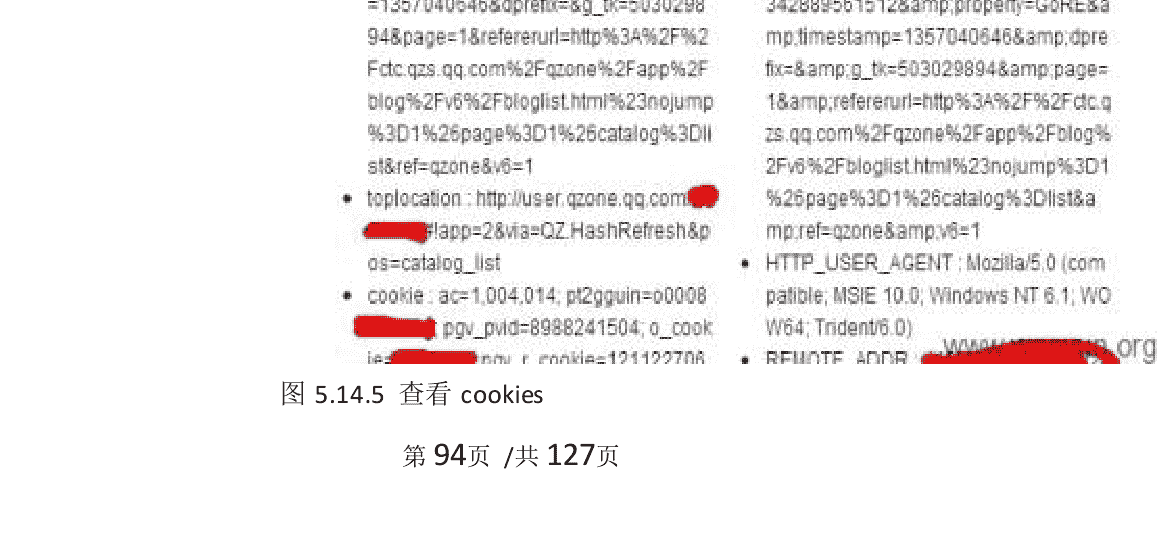 =1357040646&dprefix=&g_tk=5030298
94&page=1&refererurl=http%3A%2F%2
Fctc.qzs.qq.com%2Fqzone%2Fapp%2F
blog%2Fv6%2Fbloglist.html%23nojump
%3D1%26page%3D1%26catalog%3Dli
st&ref=qzone&v6=1
• toplocation : http://user.qzone.qq.com
#!app=2&via=QZ.HashRefresh&p
os=catalog_list
• cookie : ac=1,004,014; pt2gguin=o0008
pgv_pvid=8988241504; o_cook
ie= pgv_r_cookie=121122706
342889561512&amp;property=GoRE&a
mp;timestamp=1357040646&amp;dpre
fix=&amp;g_tk=503029894&amp;page=
1&amp;refererurl=http%3A%2F%2Fctc.q
zs.qq.com%2Fqzone%2Fapp%2Fblog%
2Fv6%2Fbloglist.html%23nojump%3D1
%26page%3D1%26catalog%3Dlist&a
mp;ref=qzone&amp;v6=1
• HTTP_USER_AGENT : Mozilla/5.0 (com
patible; MSIE 10.0; Windows NT 6.1; WO
W64; Trident/6.0)
• REMOTE_ADDR
.org
图 5.14.5 查看 cookies
第 94页 /共 127页